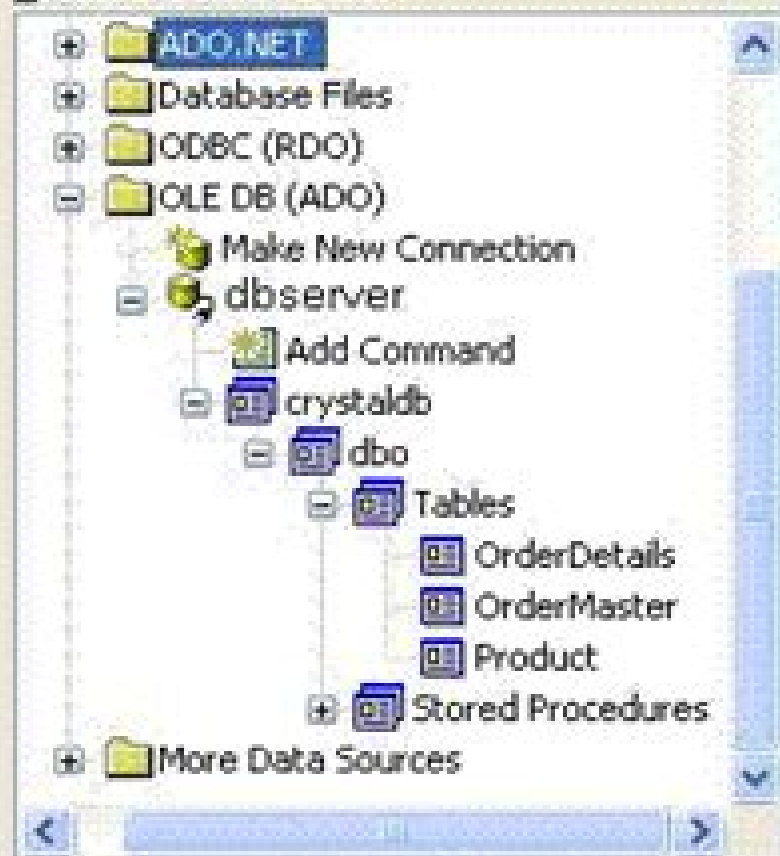 ADO.NET
Database Files
ODBC (RDO)
OLE DB (ADO)
Make New Connection
dbserver
Add Command
crystaldb
dbo
Tables
OrderDetails
OrderMaster
Product
Stored Procedures
More Data Sources